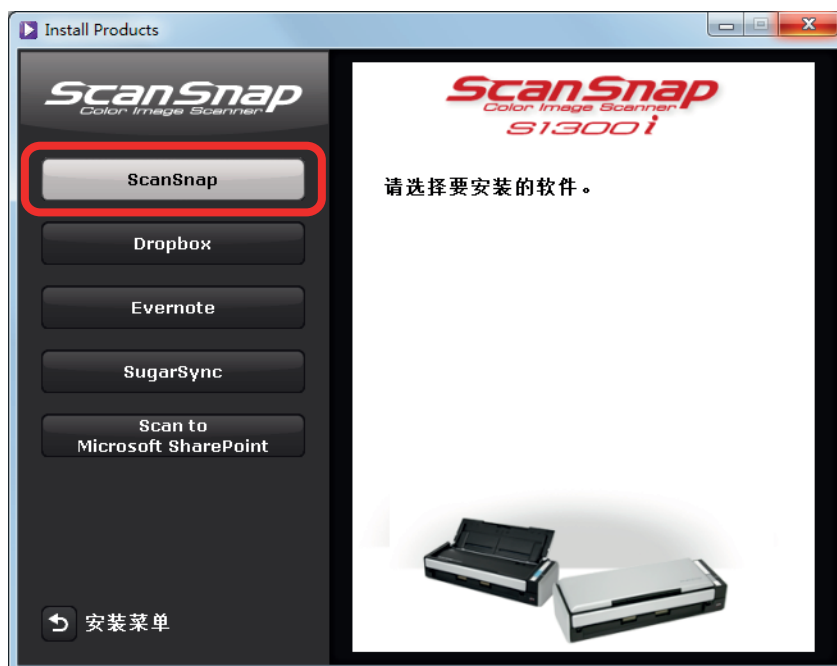 Install Products
ScanSnap
Color Image Scanner
ScanSnap
Dropbox
Evernote
SugarSync
Scan to
Microsoft SharePoint
安装菜单
ScanSnap
Color Image Scanner
S1300i
请选择要安装的软件。